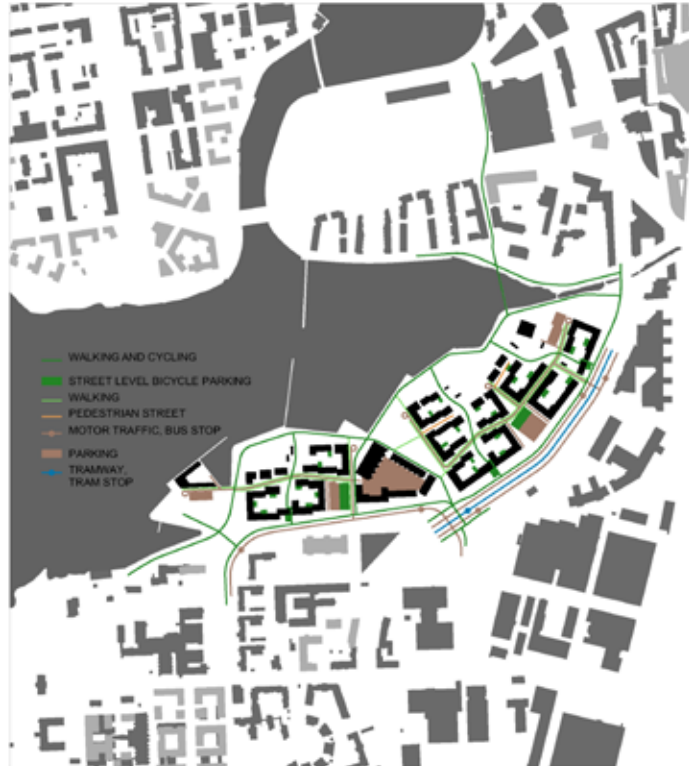 WALKING AND CYCLING
STREET LEVEL BICYCLE PARKING
WALKING
PEDESTRIAN STREET
MOTOR TRAFFIC, BUS STOP
PARKING
TRAMWAY,
TRAM STOP